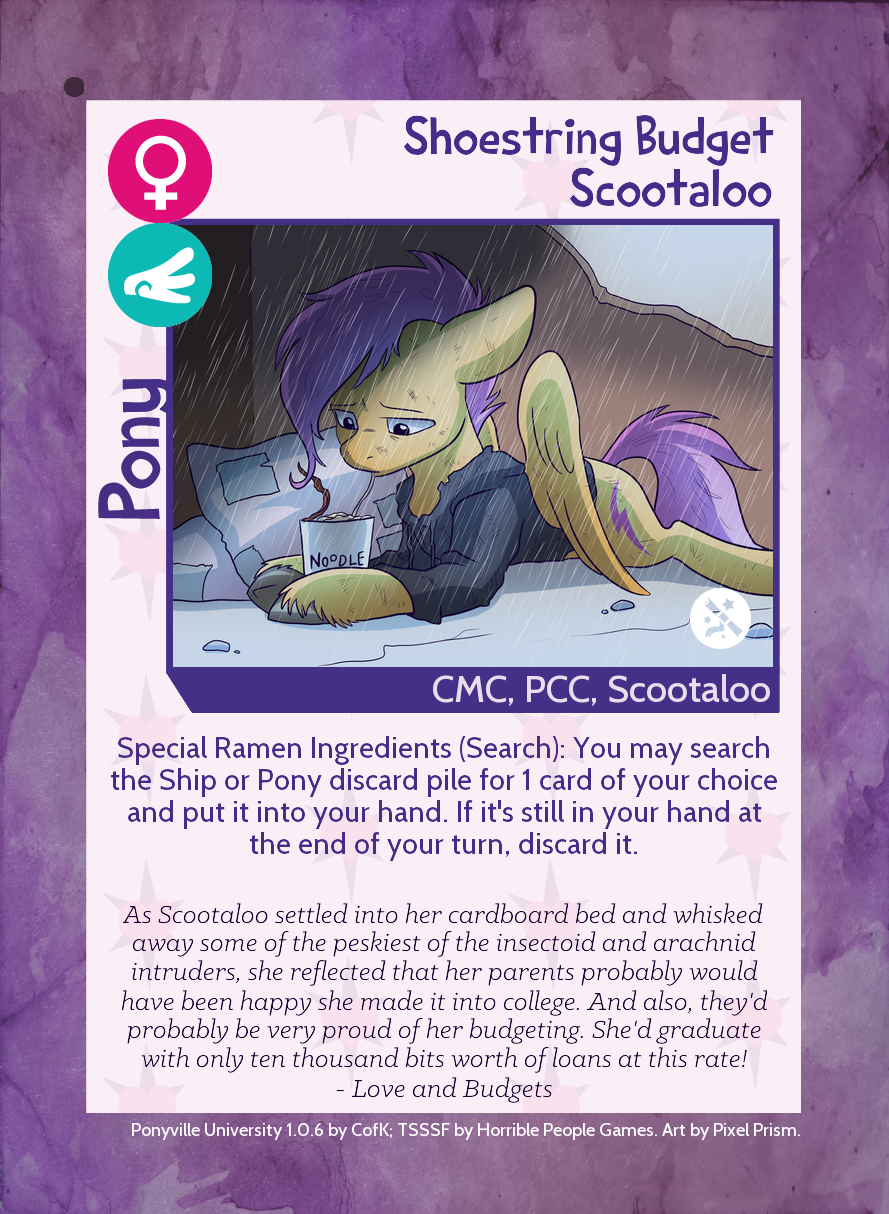 Shoestring Budget
Scootaloo
Pony
NOODLE
CMC, PCC, Scootaloo
Special Ramen Ingredients (Search): You may search
the Ship or Pony discard pile for 1 card of your choice
and put it into your hand. If it's still in your hand at
the end of your turn, discard it.
As Scootaloo settled into her cardboard bed and whisked
away some of the peskiest of the insectoid and arachnid
intruders, she reflected that her parents probably would
have been happy she made it into college. And also, they'd
probably be very proud of her budgeting. She'd graduate
with only ten thousand bits worth of loans at this rate!
- Love and Budgets
Ponyville University 1.0.6 by CofK; TSSSF by Horrible People Games. Art by Pixel Prism.